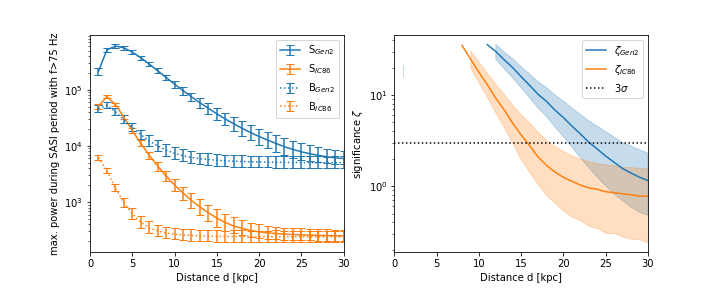 max. power during SASI period with f>75 Hz
10⁵
10⁴
10³
0 5 10 15 20 25 30
Distance d [kpc]
S_Gen2
S_IC86
B_Gen2
B_IC86
significance ζ
10¹
10⁰
0 5 10 15 20 25 30
Distance d [kpc]
ζ_Gen2
ζ_IC86
3σ